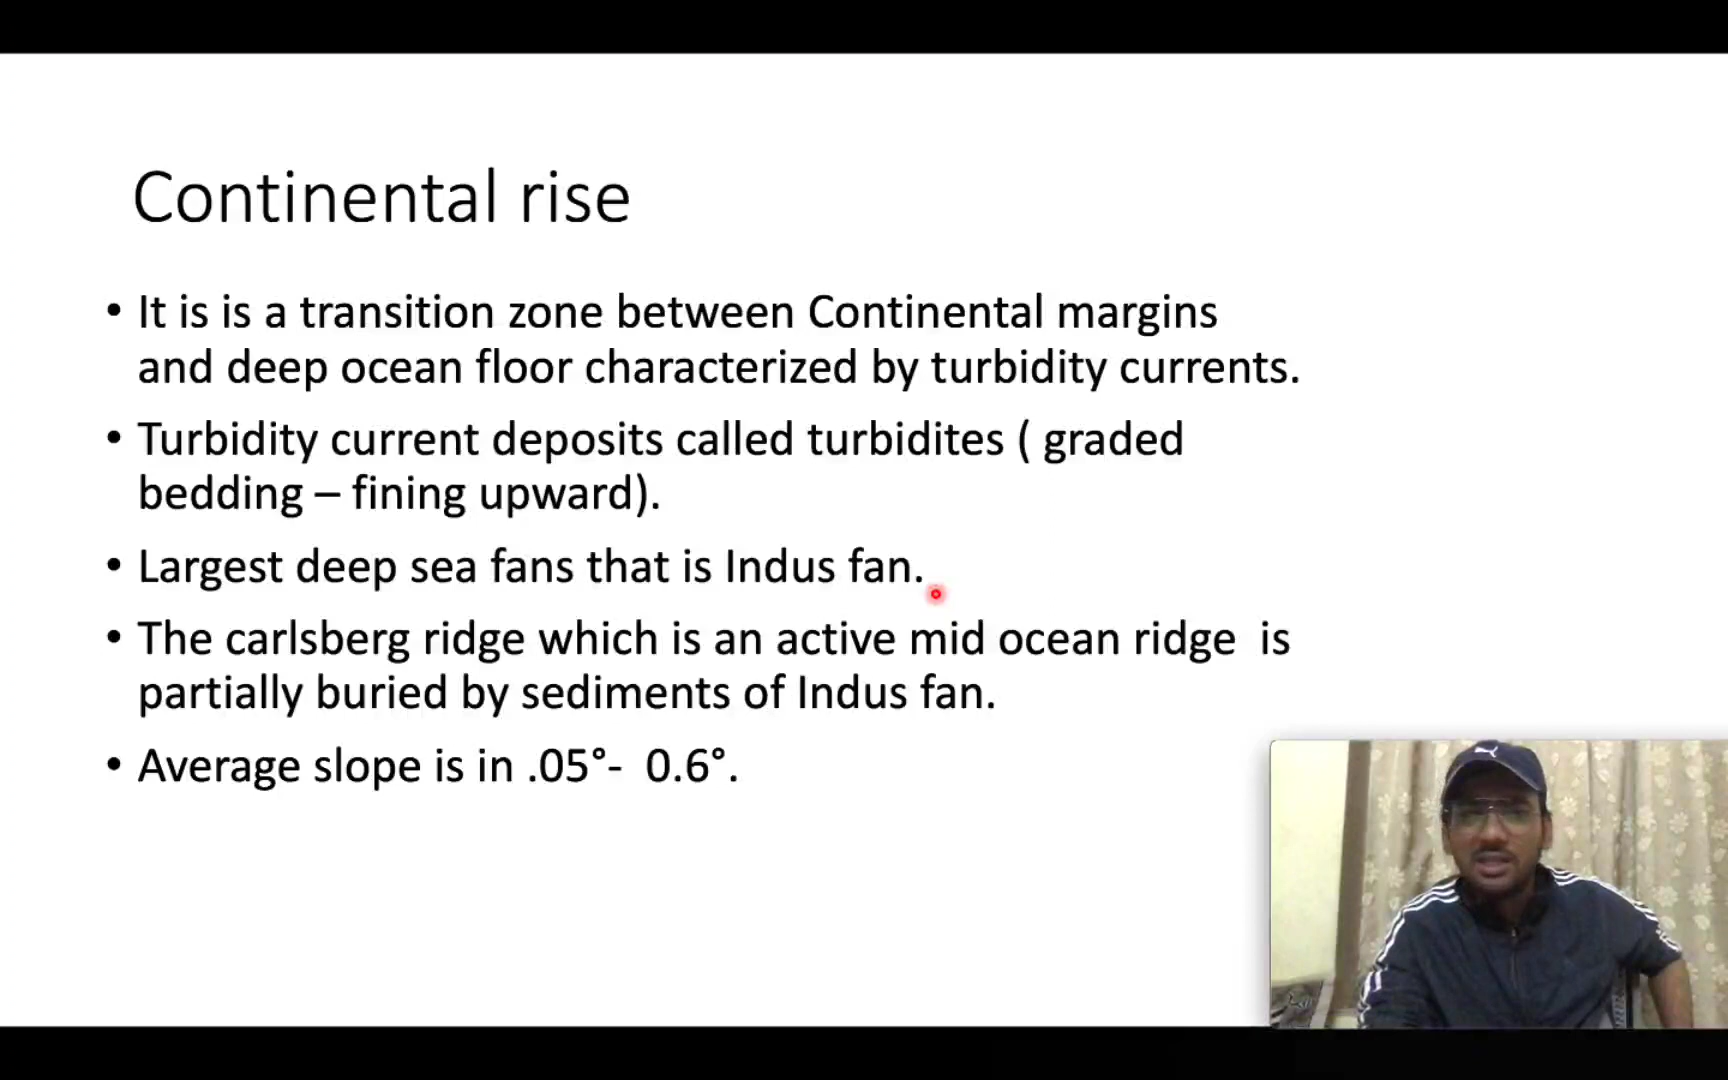 Continental rise
• It is is a transition zone between Continental margins
and deep ocean floor characterized by turbidity currents.
• Turbidity current deposits called turbidites ( graded
bedding – fining upward).
• Largest deep sea fans that is Indus fan.
• The carlsberg ridge which is an active mid ocean ridge  is
partially buried by sediments of Indus fan.
• Average slope is in .05°-  0.6°.